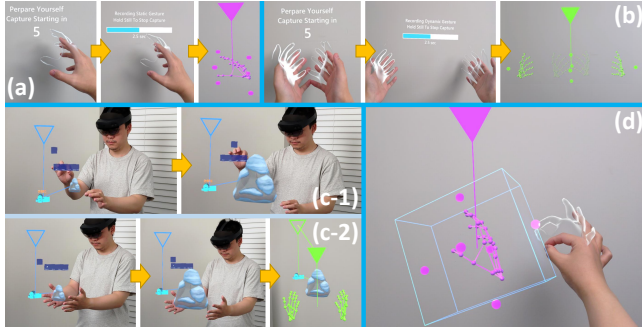 Perpare Yourself
Capture Starting in
5
Recording Static Gesture
Hold Still To Stop Capture
(a)
Perpare Yourself
Capture Starting in
5
Recording Dynamic Gesture
Hold Still To Stop Capture
(b)
(c-1)
(c-2)
(d)